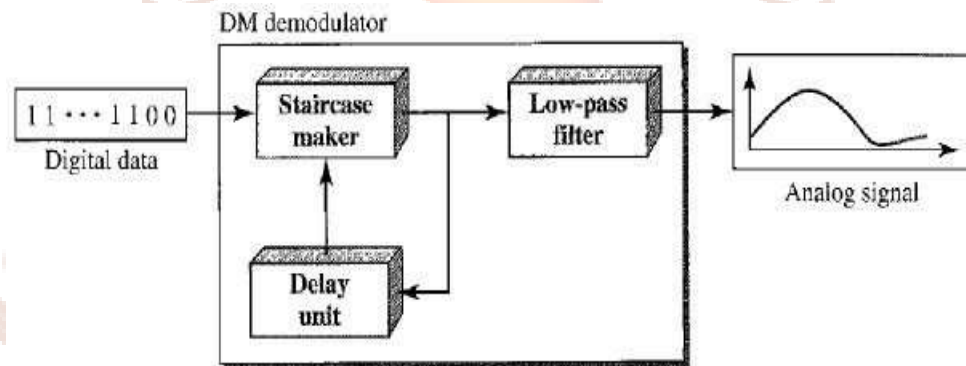 DM demodulator
11···1100
Digital data
Staircase
maker
Low-pass
filter
Analog signal
Delay
unit